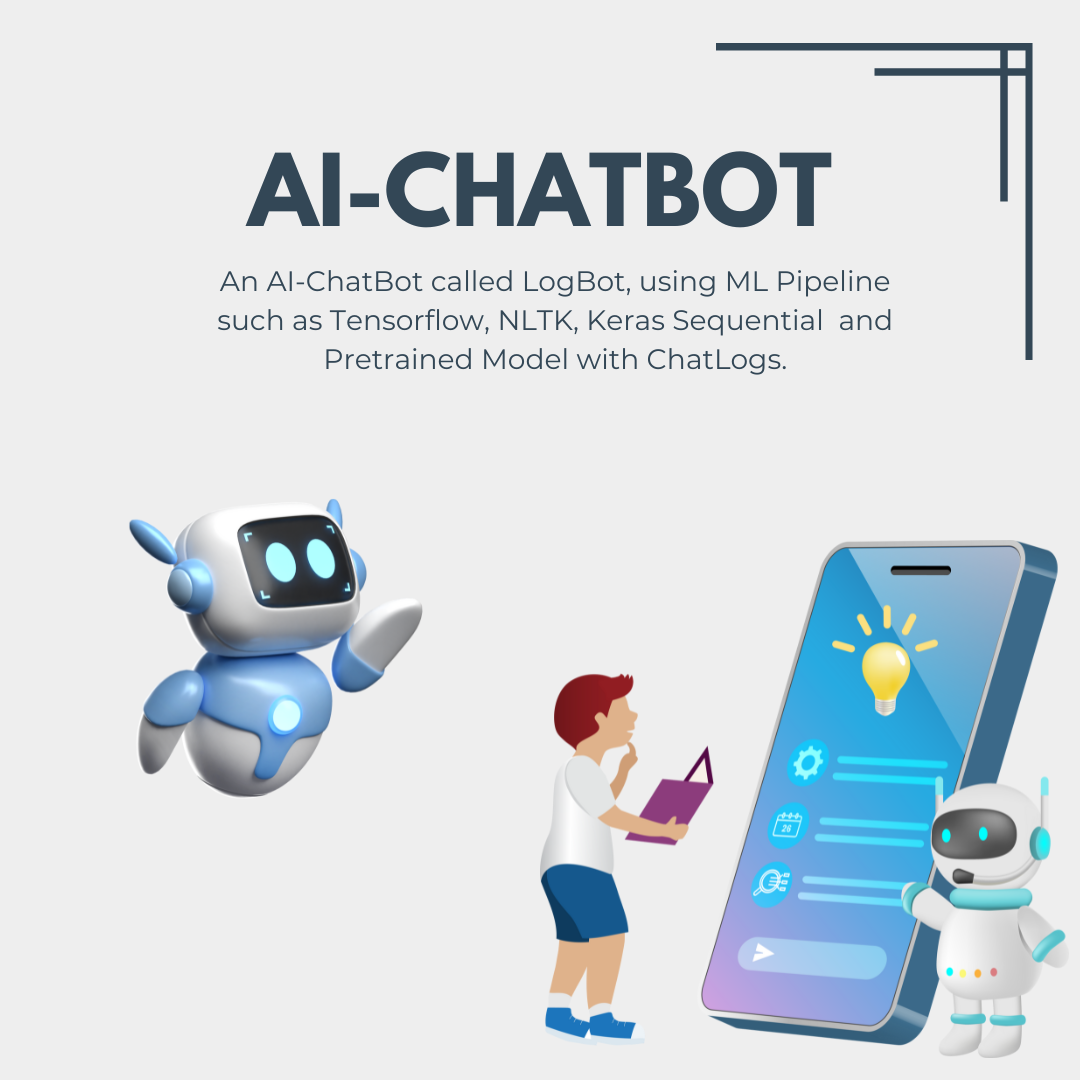 AI-CHATBOT
An AI-ChatBot called LogBot, using ML Pipeline
such as Tensorflow, NLTK, Keras Sequential  and
Pretrained Model with ChatLogs.
26